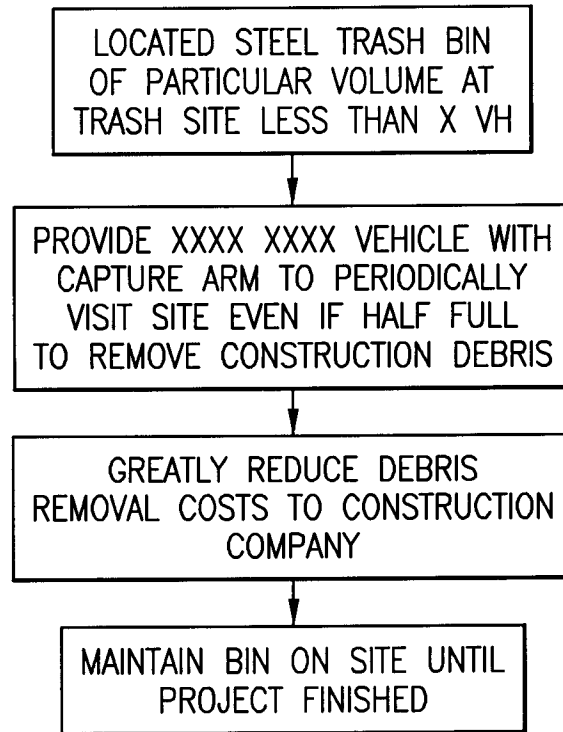 LOCATED STEEL TRASH BIN
OF PARTICULAR VOLUME AT
TRASH SITE LESS THAN X VH
PROVIDE XXXX XXXX VEHICLE WITH
CAPTURE ARM TO PERIODICALLY
VISIT SITE EVEN IF HALF FULL
TO REMOVE CONSTRUCTION DEBRIS
GREATLY REDUCE DEBRIS
REMOVAL COSTS TO CONSTRUCTION
COMPANY
MAINTAIN BIN ON SITE UNTIL
PROJECT FINISHED